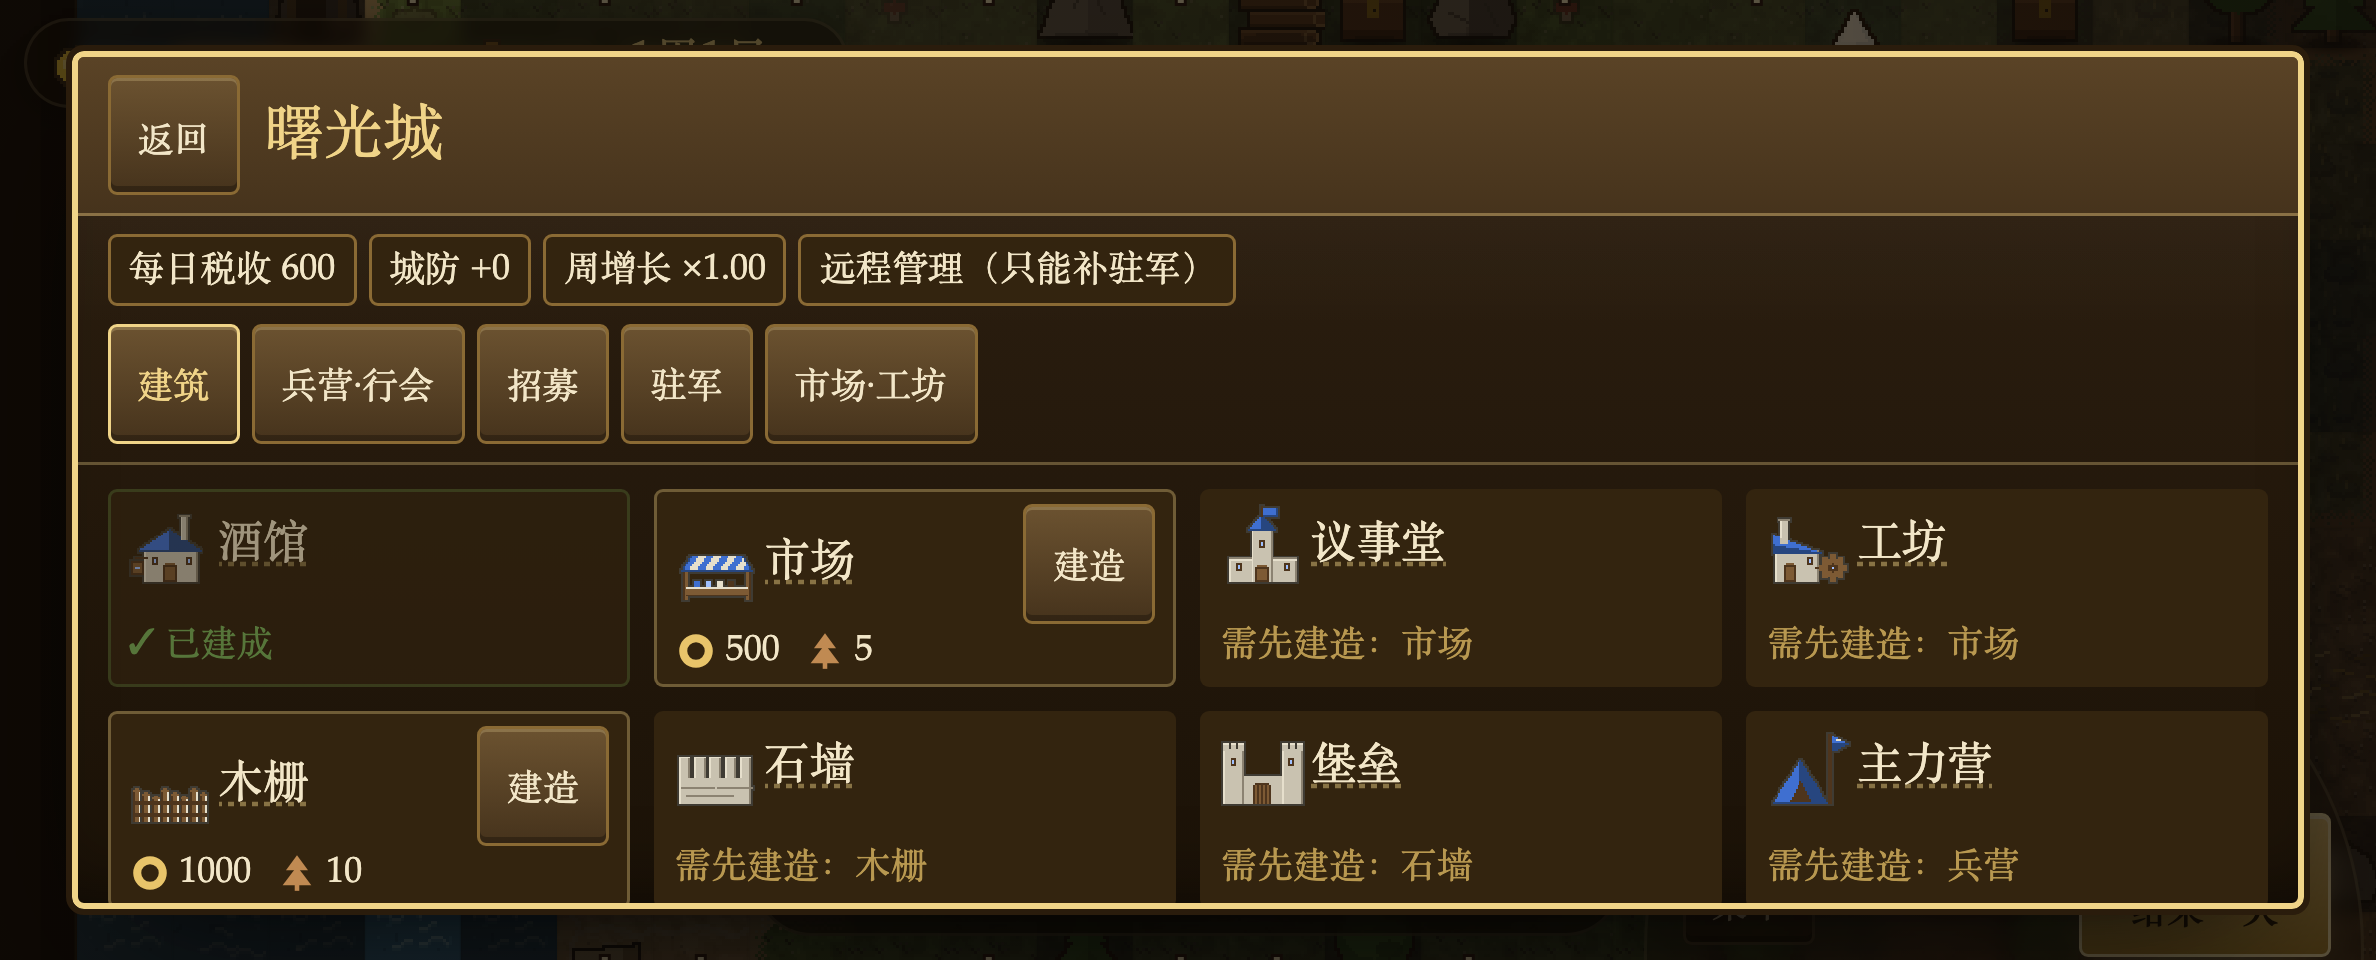 返回 曙光城
每日税收 600 城防 +0 周增长 ×1.00 远程管理（只能补驻军）
建筑 兵营·行会 招募 驻军 市场·工坊
酒馆
✓已建成
市场 建造
500 5
议事堂
需先建造：市场
工坊
需先建造：市场
木栅 建造
1000 10
石墙
需先建造：木栅
堡垒
需先建造：石墙
主力营
需先建造：兵营